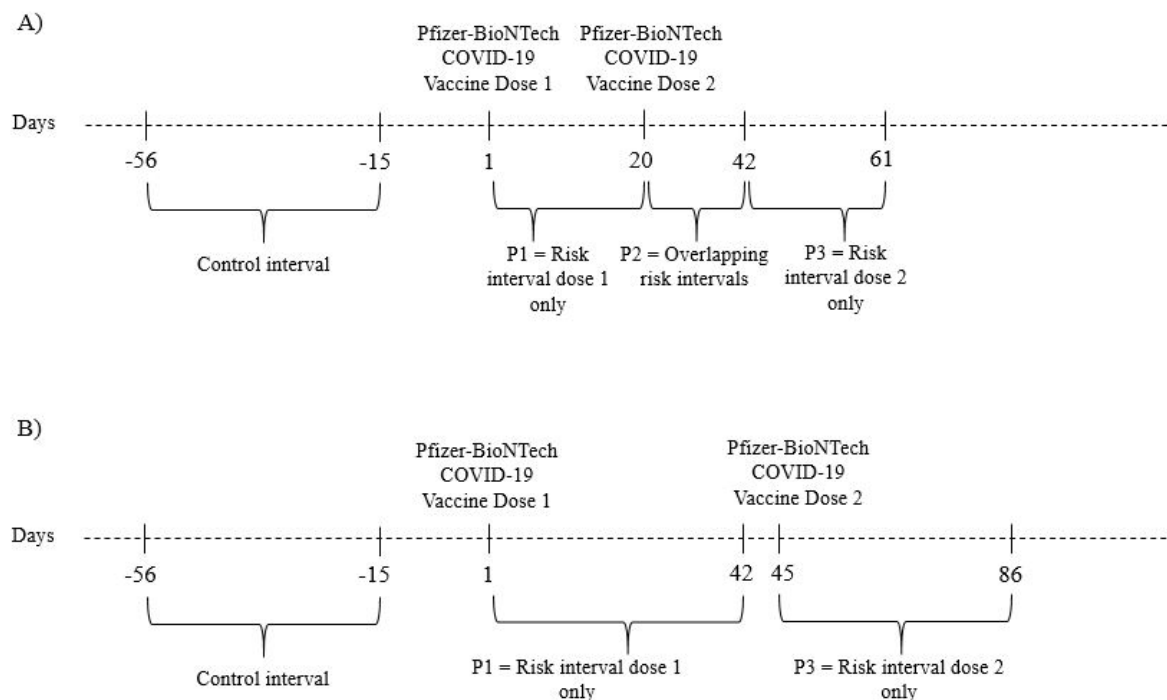 A)
Pfizer-BioNTech Pfizer-BioNTech
COVID-19 COVID-19
Vaccine Dose 1 Vaccine Dose 2
Days
-56 -15 1 20 42 61
Control interval
P1 = Risk P2 = Overlapping P3 = Risk
interval dose 1 risk intervals interval dose 2
only only
B)
Pfizer-BioNTech Pfizer-BioNTech
COVID-19 COVID-19
Vaccine Dose 1 Vaccine Dose 2
Days
-56 -15 1 42 45 86
Control interval P1 = Risk interval dose 1 P3 = Risk interval dose 2
only only